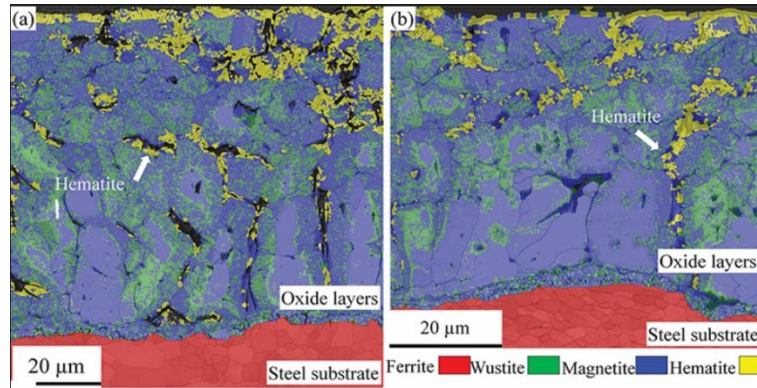 (a)
Hematite
Oxide layers
20 µm
Steel substrate
(b)
Hematite
Oxide layers
20 µm
Steel substrate
Ferrite Wustite Magnetite Hematite